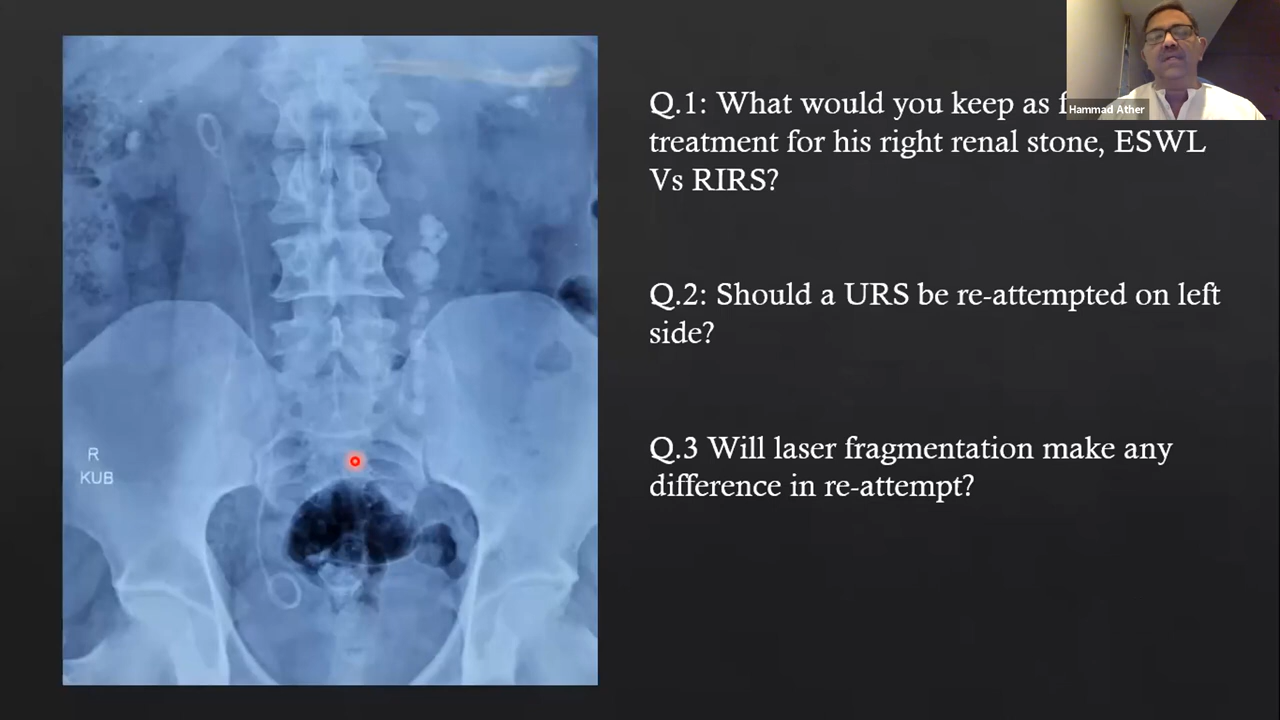 Q.1: What would you keep as
treatment for his right renal stone, ESWL
Vs RIRS?
Q.2: Should a URS be re-attempted on left
side?
Q.3 Will laser fragmentation make any
difference in re-attempt?
R
KUB
Hammad Ather